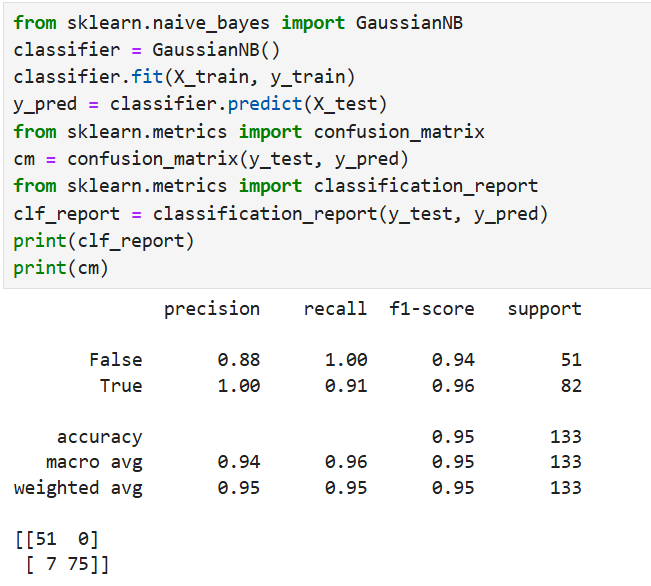 from sklearn.naive_bayes import GaussianNB
classifier = GaussianNB()
classifier.fit(X_train, y_train)
y_pred = classifier.predict(X_test)
from sklearn.metrics import confusion_matrix
cm = confusion_matrix(y_test, y_pred)
from sklearn.metrics import classification_report
clf_report = classification_report(y_test, y_pred)
print(clf_report)
print(cm)
precision recall f1-score support
False 0.88 1.00 0.94 51
True 1.00 0.91 0.96 82
accuracy 0.95 133
macro avg 0.94 0.96 0.95 133
weighted avg 0.95 0.95 0.95 133
[[51 0]
[ 7 75]]